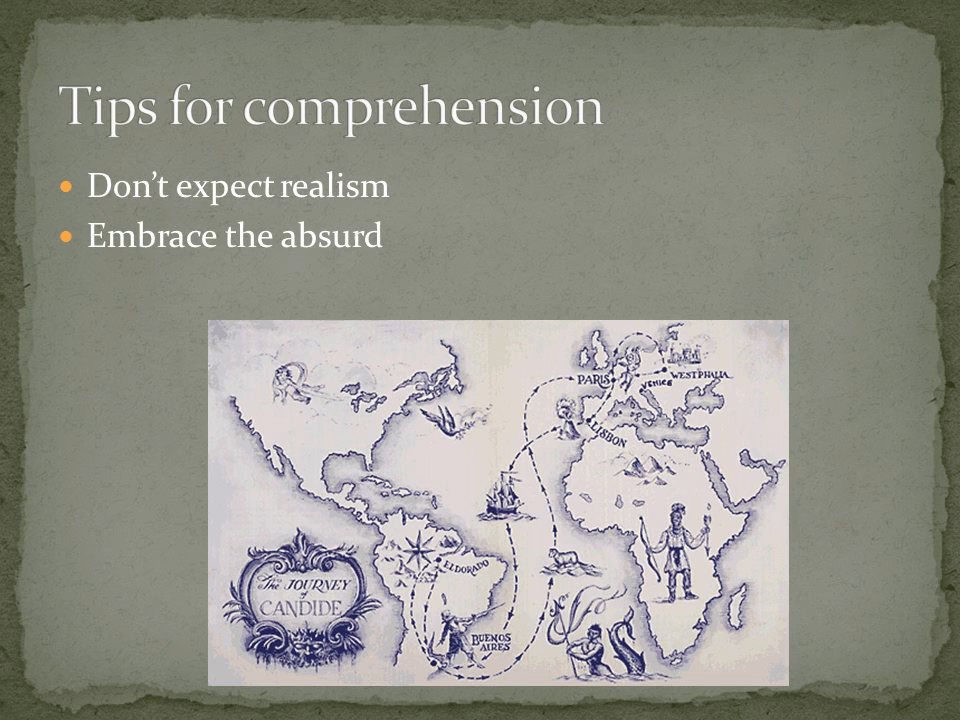 Tips for comprehension
Don't expect realism
Embrace the absurd
PARIS
VENICE
WESTPHALIA
LISBON
ELDORADO
The JOURNEY
of
CANDIDE
BUENOS
AIRES